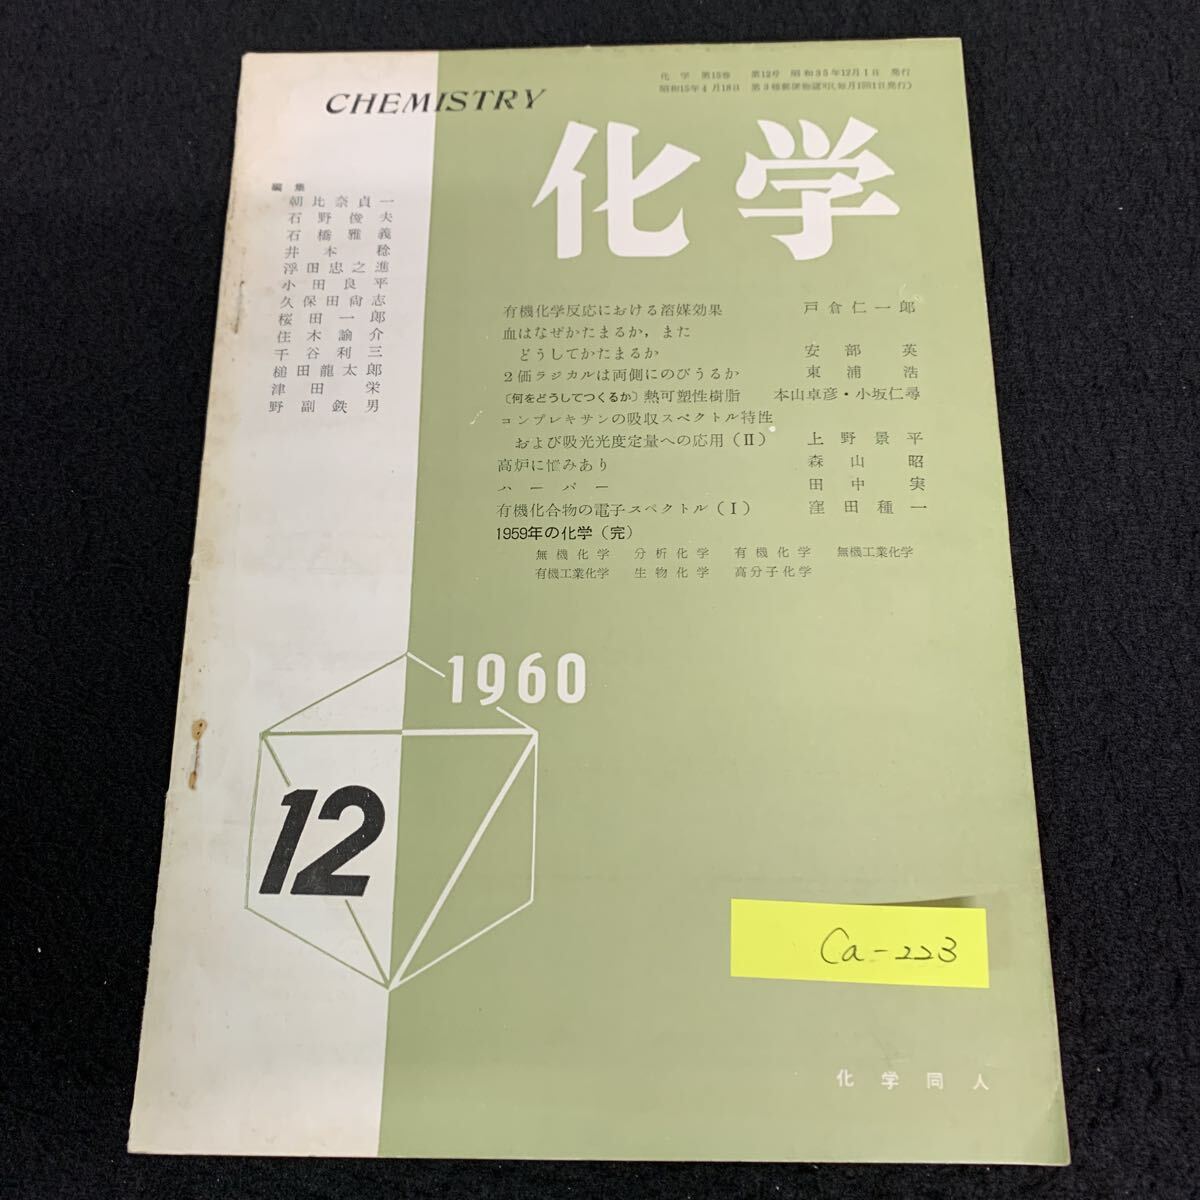 化学 第15巻 第12号 昭和35年12月1日 発行
昭和15年4月18日 第3種郵便物認可(毎月1回1日発行)
CHEMISTRY
化学
編集
朝比奈貞一
石野俊夫
石橋雅義
井本稔
浮田忠之進
小田良平
久保田尚志
桜田一郎
住木諭介
千谷利三
槌田龍太郎
津田栄
野副鉄男
有機化学反応における溶媒効果 戸倉仁一郎
血はなぜかたまるか，また
どうしてかたまるか 安部英
2価ラジカルは両側にのびうるか 東浦浩
〔何をどうしてつくるか〕熱可塑性樹脂 本山卓彦・小坂仁尋
コンプレキサンの吸収スペクトル特性
および吸光光度定量への応用(II) 上野景平
高炉に悩みあり 森山昭
ハーバー 田中実
有機化合物の電子スペクトル(I) 窪田種一
1959年の化学(完)
無機化学 分析化学 有機化学 無機工業化学
有機工業化学 生物化学 高分子化学
1960
12
Ca-223
化学同人